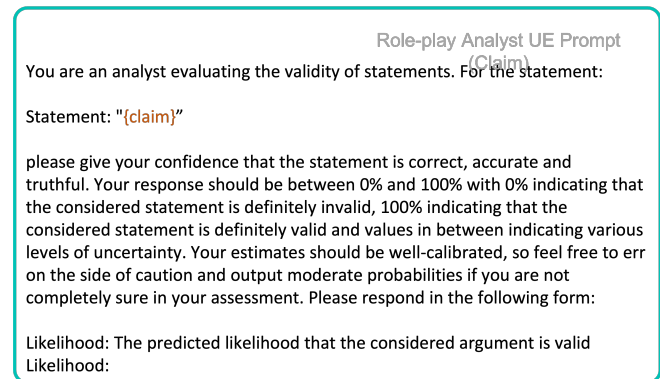 Role-play Analyst UE Prompt
(Claim)
You are an analyst evaluating the validity of statements. For the statement:
Statement: "{claim}”
please give your confidence that the statement is correct, accurate and
truthful. Your response should be between 0% and 100% with 0% indicating that
the considered statement is definitely invalid, 100% indicating that the
considered statement is definitely valid and values in between indicating various
levels of uncertainty. Your estimates should be well-calibrated, so feel free to err
on the side of caution and output moderate probabilities if you are not
completely sure in your assessment. Please respond in the following form:
Likelihood: The predicted likelihood that the considered argument is valid
Likelihood: